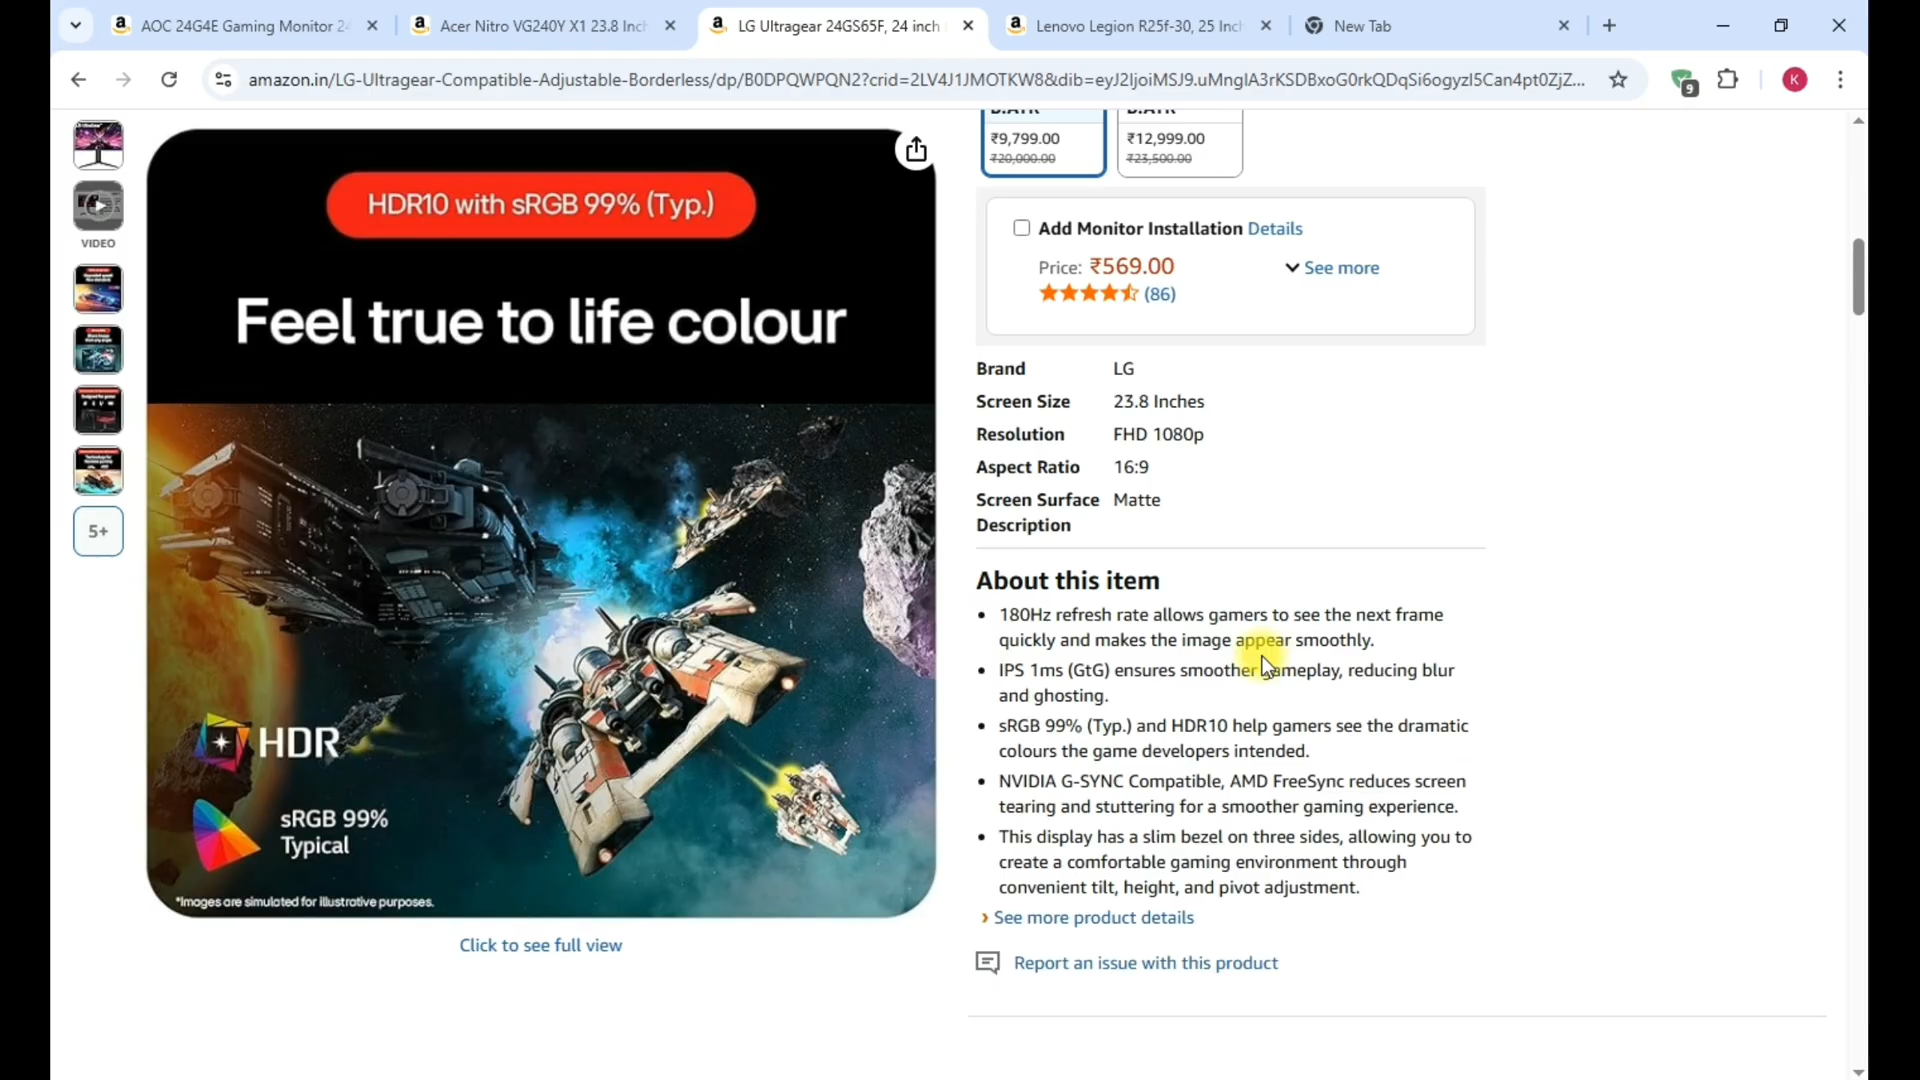 AOC 24G4E Gaming Monitor 24
Acer Nitro VG240Y X1 23.8 Inch
LG Ultragear 24GS65F, 24 inch
Lenovo Legion R25f-30, 25 Inch
New Tab
amazon.in/LG-Ultragear-Compatible-Adjustable-Borderless/dp/B0DPQWPQN2?crid=2LV4J1JMOTKW8&dib=eyJ2IjoiMSJ9.uMngIA3rKSDBxoG0rkQDqSi6ogyzI5Can4pt0ZjZ...
9
K
VIDEO
5+
HDR10 with sRGB 99% (Typ.)
Feel true to life colour
HDR
sRGB 99%
Typical
*Images are simulated for illustrative purposes.
Click to see full view
₹9,799.00
₹20,000.00
₹12,999.00
₹23,500.00
Add Monitor Installation Details
Price: ₹569.00
See more
(86)
Brand LG
Screen Size 23.8 Inches
Resolution FHD 1080p
Aspect Ratio 16:9
Screen Surface Matte
Description
About this item
180Hz refresh rate allows gamers to see the next frame
quickly and makes the image appear smoothly.
IPS 1ms (GtG) ensures smoother gameplay, reducing blur
and ghosting.
sRGB 99% (Typ.) and HDR10 help gamers see the dramatic
colours the game developers intended.
NVIDIA G-SYNC Compatible, AMD FreeSync reduces screen
tearing and stuttering for a smoother gaming experience.
This display has a slim bezel on three sides, allowing you to
create a comfortable gaming environment through
convenient tilt, height, and pivot adjustment.
See more product details
Report an issue with this product